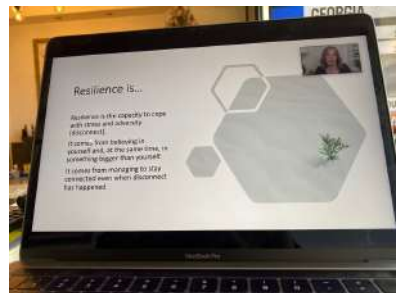 GEORGIA
Resilience is...
Resilience is the capacity to cope
with stress and adversity
(disconnect).
It comes from believing in
yourself and, at the same time, in
something bigger than yourself
It comes from managing to stay
connected even when disconnect
has happened
MacBook Pro